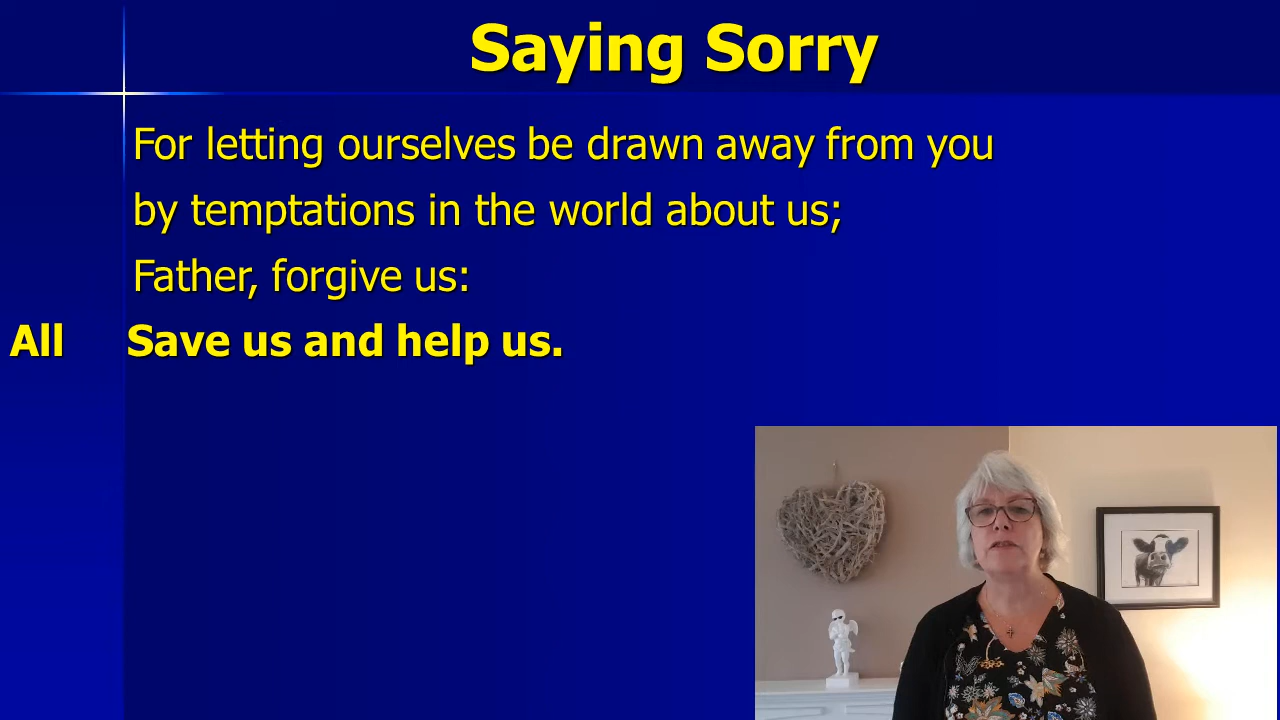 Saying Sorry
For letting ourselves be drawn away from you
by temptations in the world about us;
Father, forgive us:
All Save us and help us.